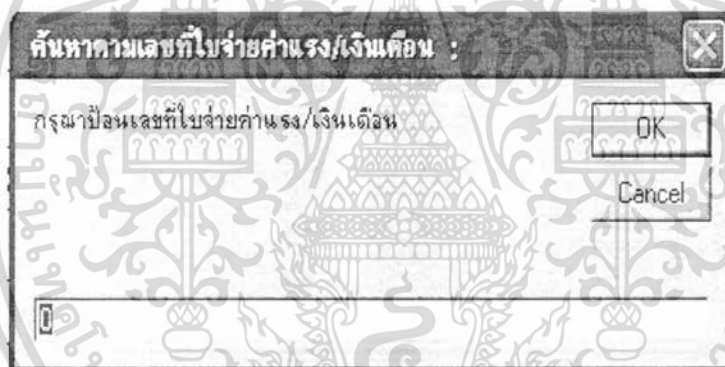 ค้นหาตามเลขที่ใบจ่ายค่าแรง/เงินเดือน :
กรุณาป้อนเลขที่ใบจ่ายค่าแรง/เงินเดือน
OK
Cancel
0